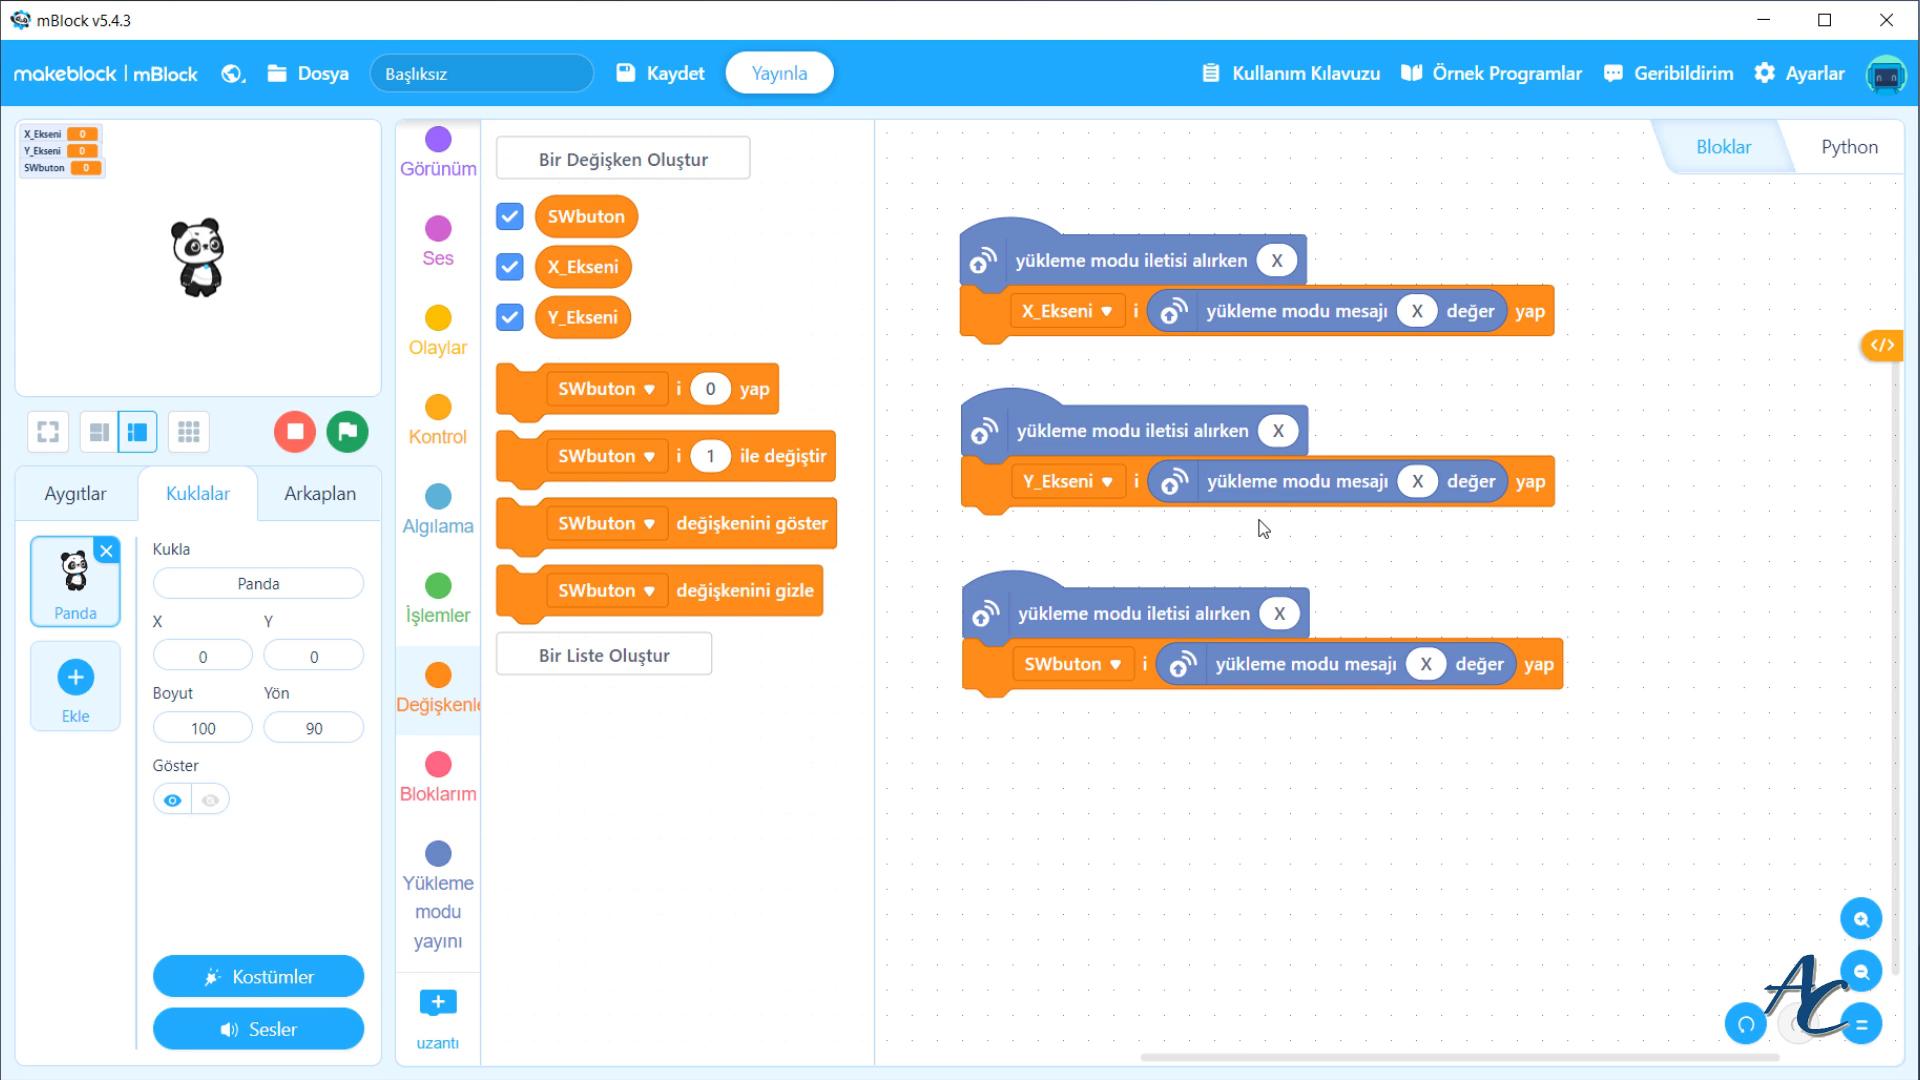 mBlock v5.4.3
makeblock | mBlock
Dosya
Başlıksız
Kaydet
Yayınla
Kullanım Kılavuzu
Örnek Programlar
Geribildirim
Ayarlar
X_Ekseni 0
Y_Ekseni 0
SWbuton 0
Aygıtlar
Kuklalar
Arkaplan
Panda
Ekle
Kukla
Panda
X
Y
0
0
Boyut
Yön
100
90
Göster
Kostümler
Sesler
Görünüm
Ses
Olaylar
Kontrol
Algılama
İşlemler
Değişkenle
Bloklarım
Yükleme
modu
yayını
uzantı
Bir Değişken Oluştur
SWbuton
X_Ekseni
Y_Ekseni
SWbuton i 0 yap
SWbuton i 1 ile değiştir
SWbuton değişkenini göster
SWbuton değişkenini gizle
Bir Liste Oluştur
Bloklar
Python
yükleme modu iletisi alırken X
X_Ekseni i yükleme modu mesajı X değer yap
yükleme modu iletisi alırken X
Y_Ekseni i yükleme modu mesajı X değer yap
yükleme modu iletisi alırken X
SWbuton i yükleme modu mesajı X değer yap
</>
AC